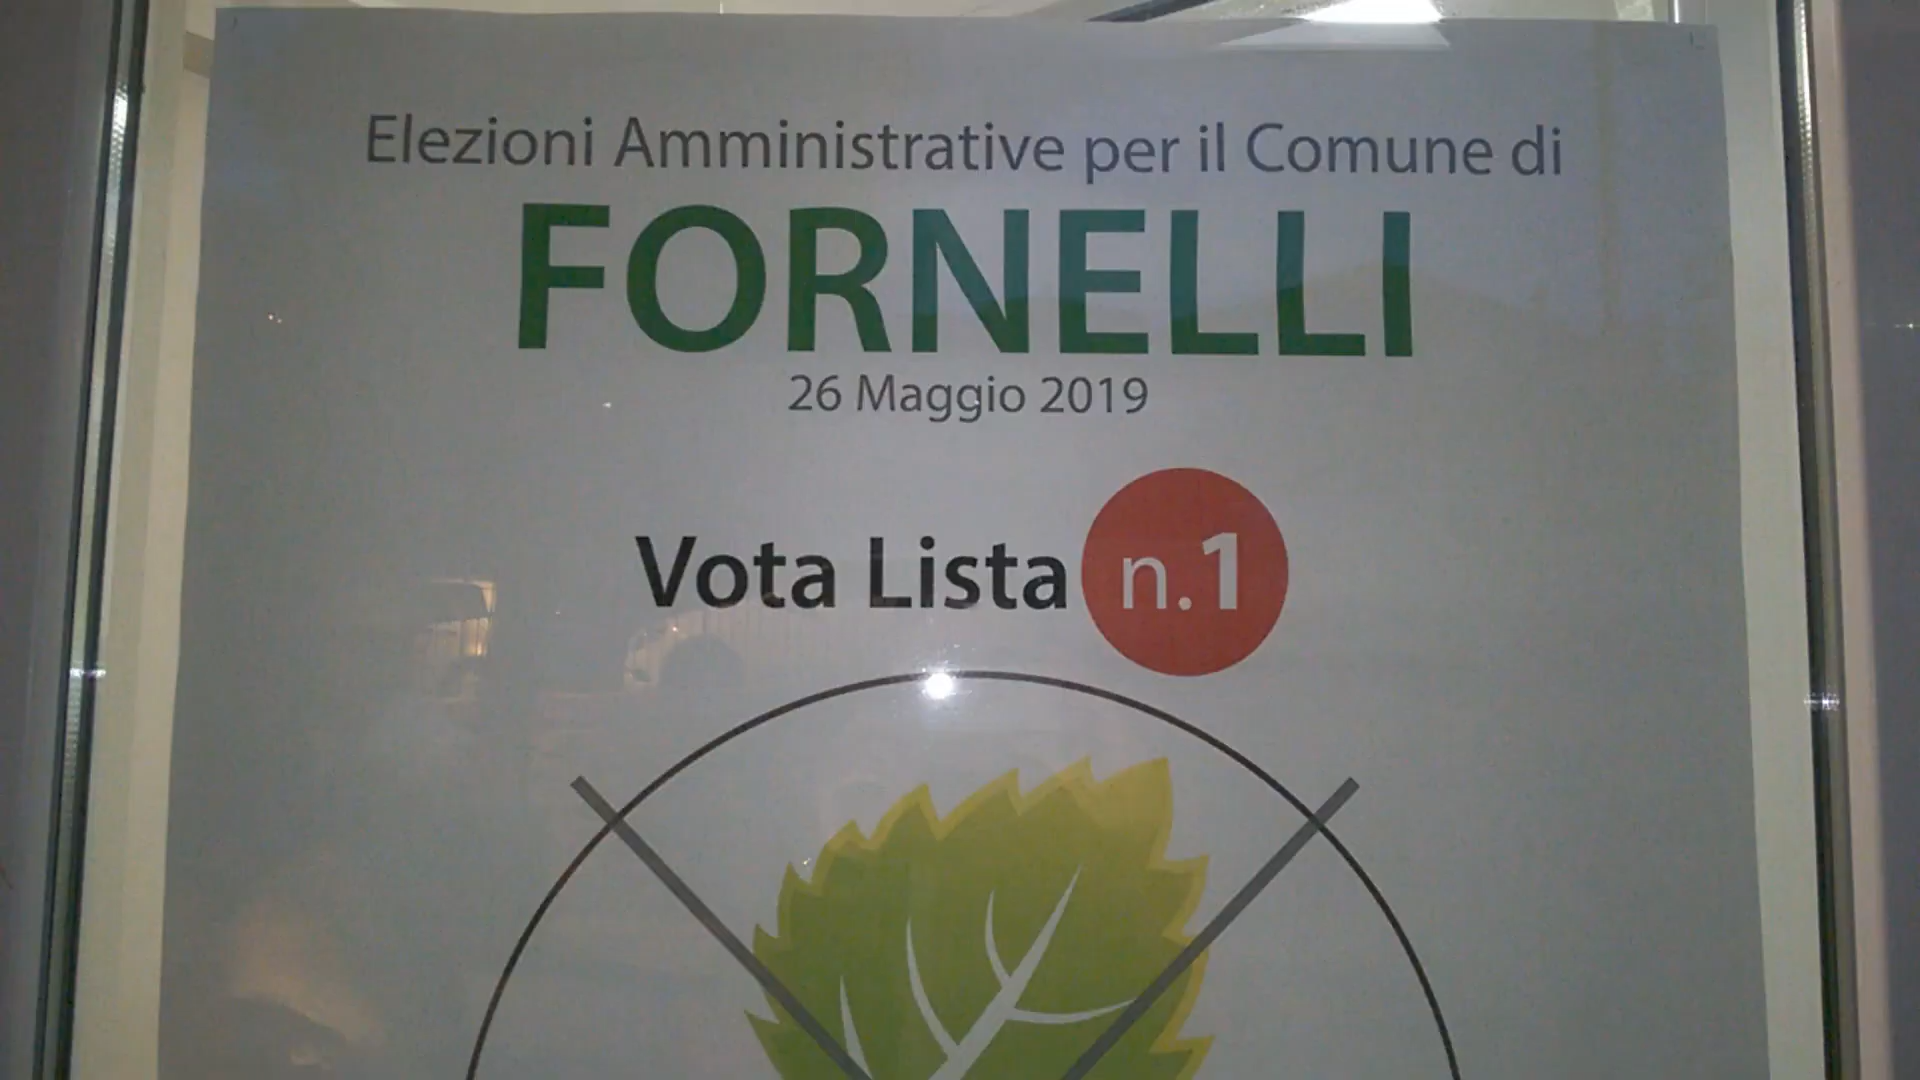 Elezioni Amministrative per il Comune di
FORNELLI
26 Maggio 2019
Vota Lista n.1